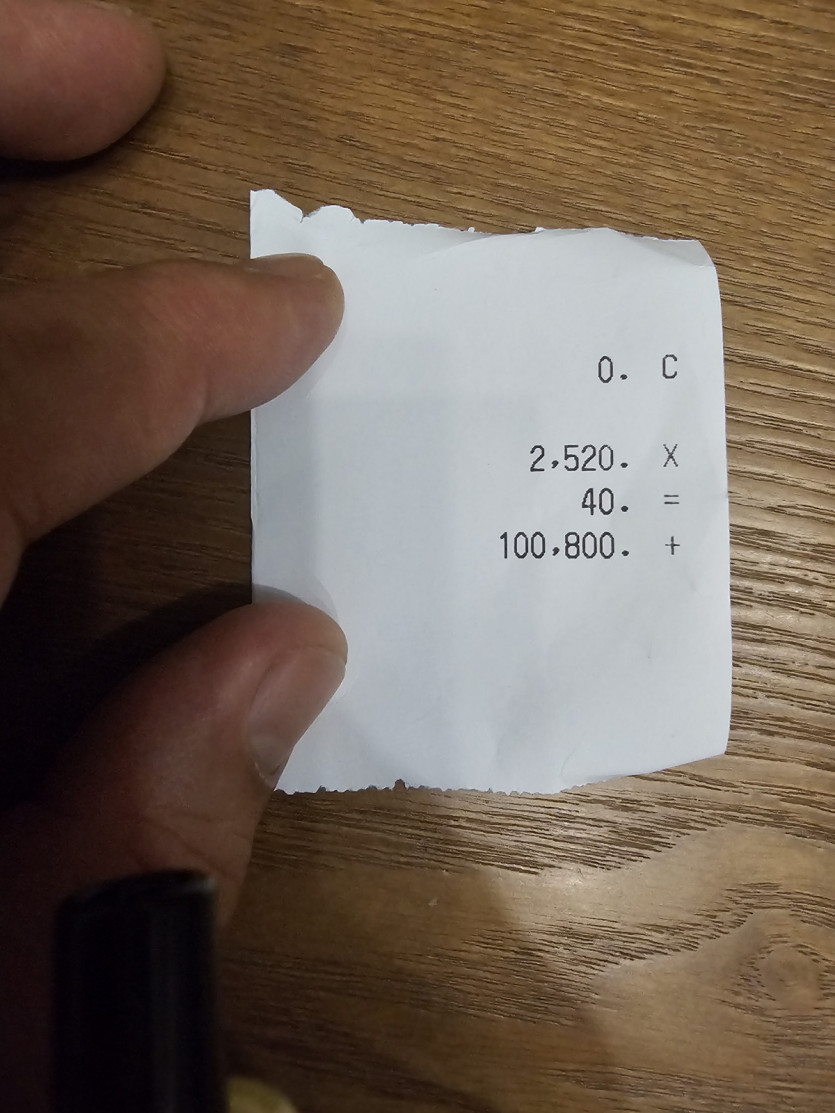 0. C
2,520. X
40. =
100,800. +